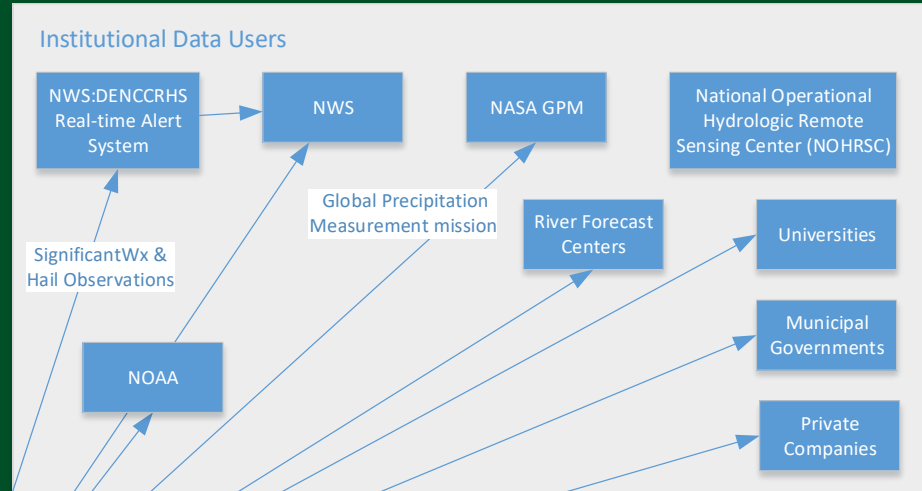 Institutional Data Users
NWS:DENCCRHS
Real-time Alert
System
NWS
NASA GPM
National Operational
Hydrologic Remote
Sensing Center (NOHRSC)
Global Precipitation
Measurement mission
River Forecast
Centers
Universities
SignificantWx &
Hail Observations
Municipal
Governments
NOAA
Private
Companies